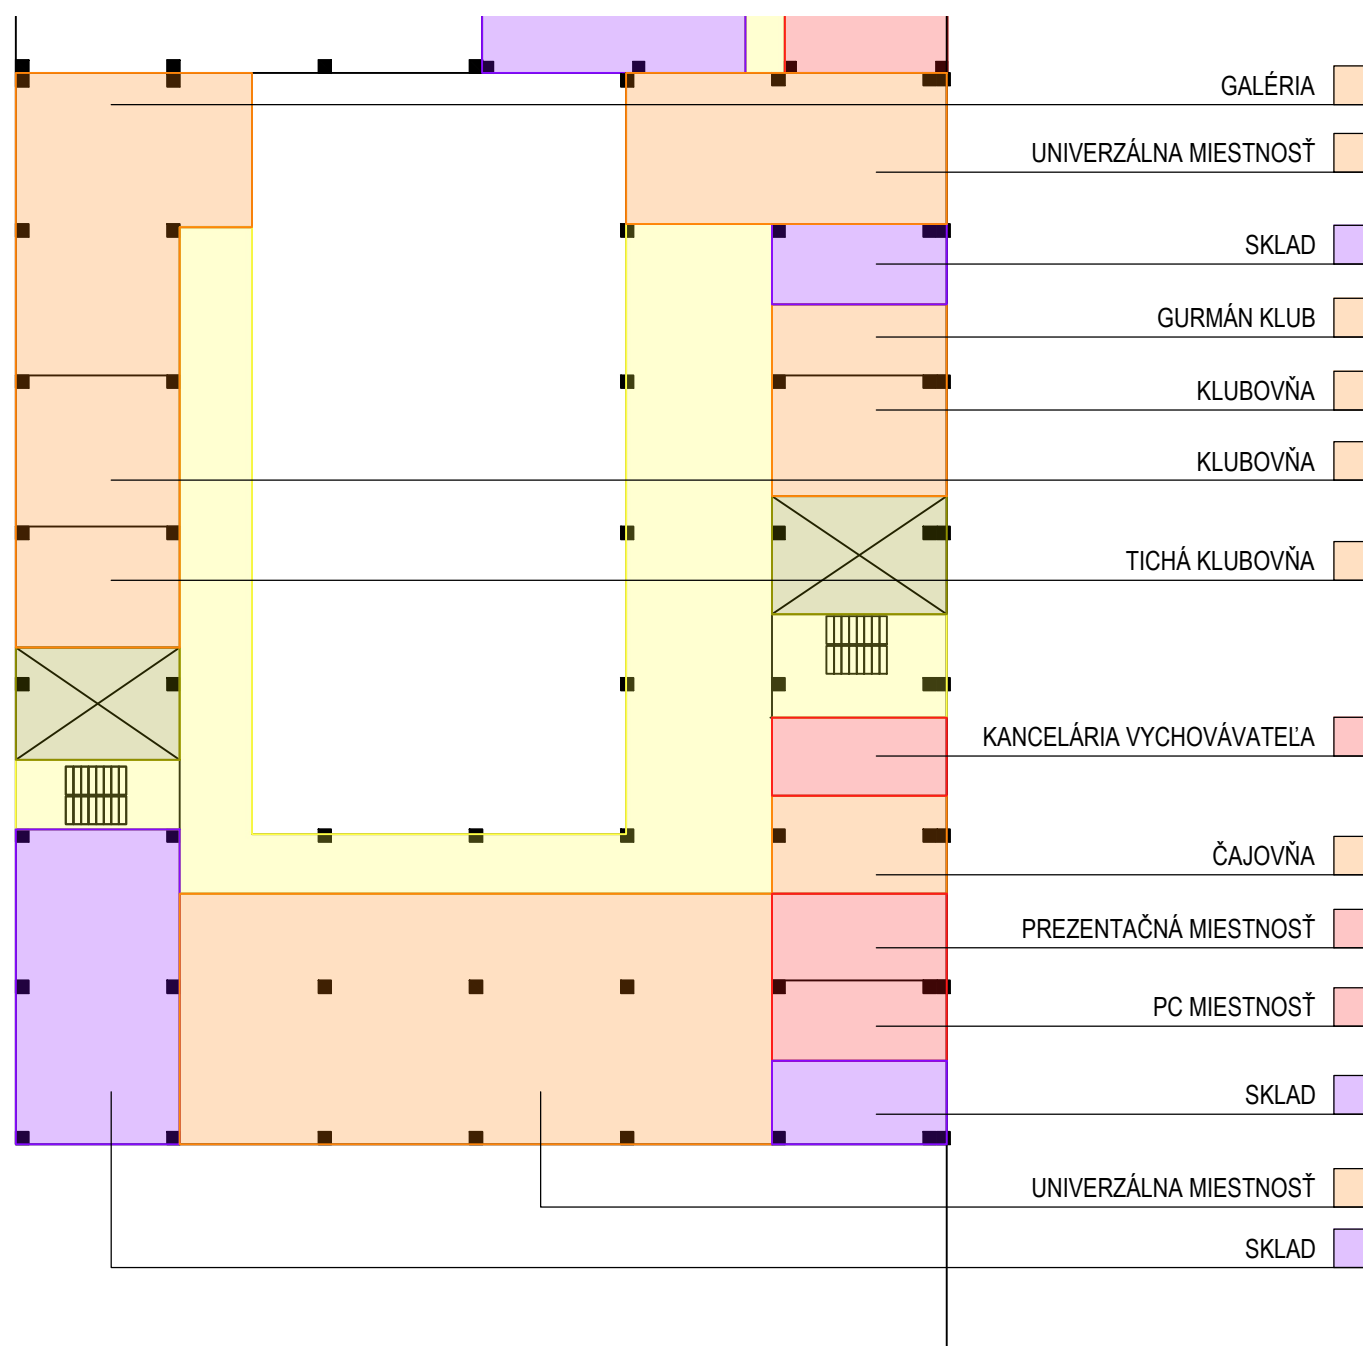 GALÉRIA
UNIVERZÁLNA MIESTNOSŤ
SKLAD
GURMÁN KLUB
KLUBOVŇA
KLUBOVŇA
TICHÁ KLUBOVŇA
KANCELÁRIA VYCHOVÁVATEĽA
ČAJOVŇA
PREZENTAČNÁ MIESTNOSŤ
PC MIESTNOSŤ
SKLAD
UNIVERZÁLNA MIESTNOSŤ
SKLAD